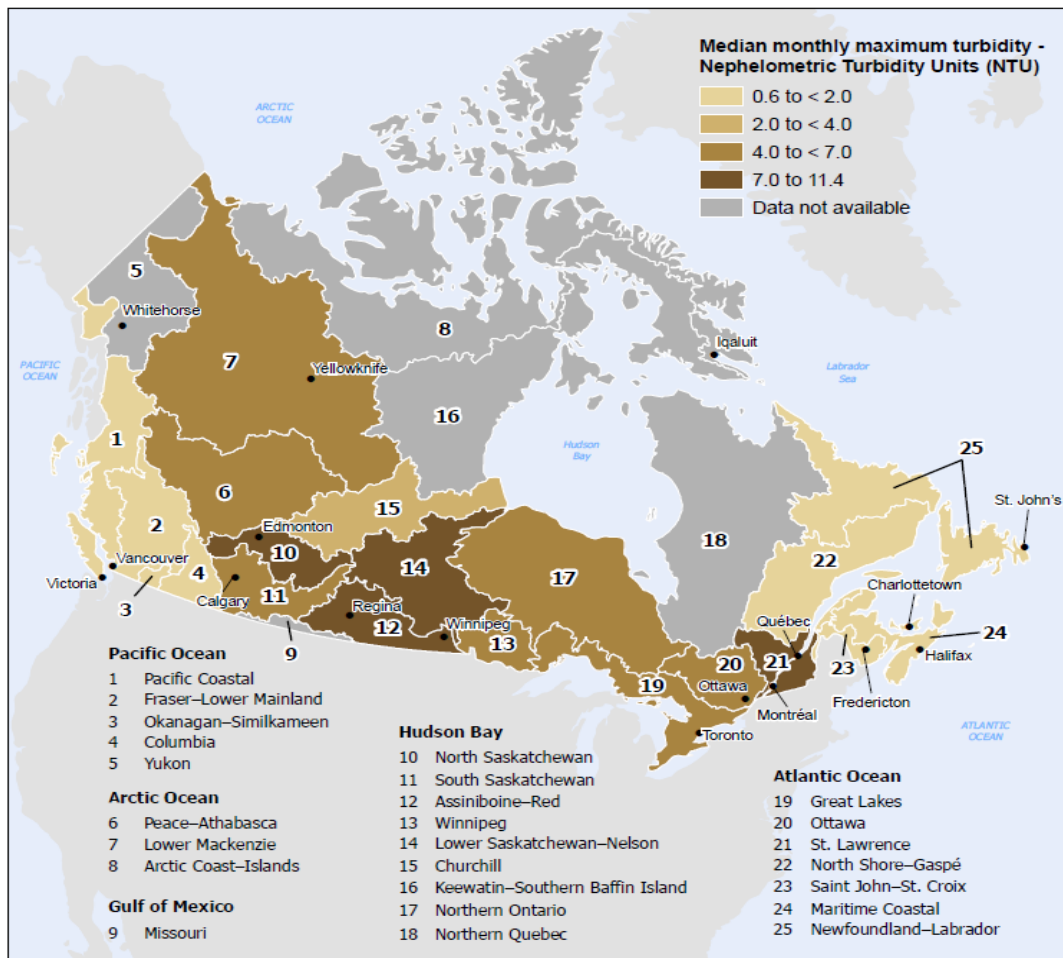 Median monthly maximum turbidity -
Nephelometric Turbidity Units (NTU)
0.6 to < 2.0
2.0 to < 4.0
4.0 to < 7.0
7.0 to 11.4
Data not available
ARCTIC
OCEAN
5
Whitehorse
8
Iqaluit
7
Yellowknife
PACIFIC
OCEAN
Labrador
Sea
16
1
Hudson
Bay
25
6
15
St. John's
2
Edmonton
10
18
14
22
Vancouver
4
17
Victoria
Charlottetown
3
Calgary
11
Regina
Québec
12
Winnipeg
24
9
13
20
21
23
Halifax
19
Ottawa
Montréal
Fredericton
Toronto
ATLANTIC
OCEAN
Pacific Ocean
1 Pacific Coastal
2 Fraser–Lower Mainland
3 Okanagan–Similkameen
4 Columbia
5 Yukon
Arctic Ocean
6 Peace–Athabasca
7 Lower Mackenzie
8 Arctic Coast–Islands
Gulf of Mexico
9 Missouri
Hudson Bay
10 North Saskatchewan
11 South Saskatchewan
12 Assiniboine–Red
13 Winnipeg
14 Lower Saskatchewan–Nelson
15 Churchill
16 Keewatin–Southern Baffin Island
17 Northern Ontario
18 Northern Quebec
Atlantic Ocean
19 Great Lakes
20 Ottawa
21 St. Lawrence
22 North Shore–Gaspé
23 Saint John–St. Croix
24 Maritime Coastal
25 Newfoundland–Labrador